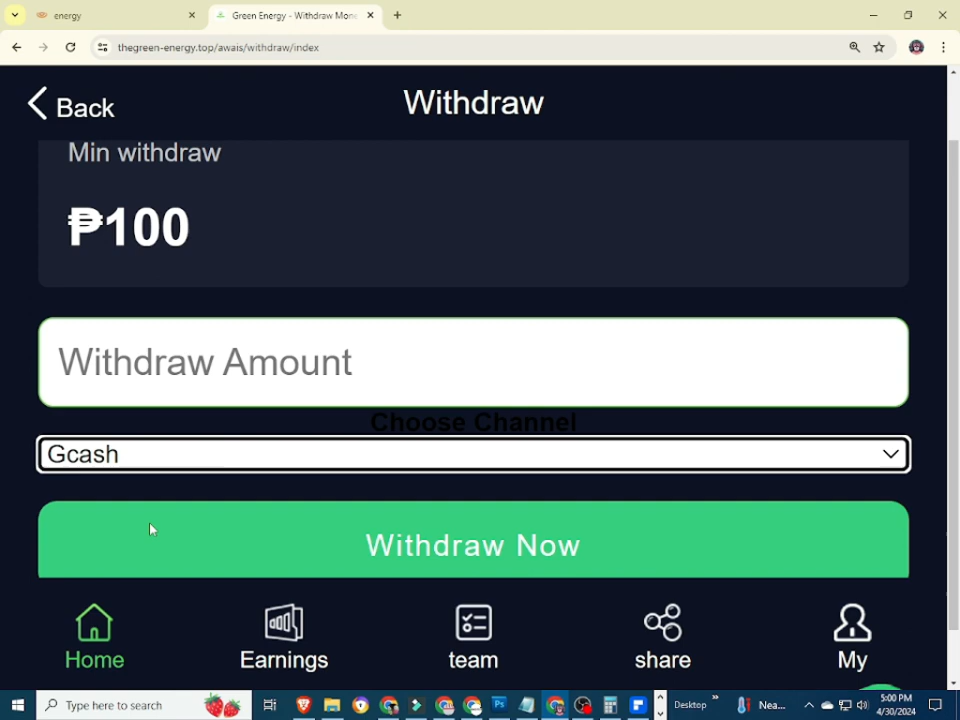 energy
Green Energy - Withdraw Mone
thegreen-energy.top/awais/withdraw/index
Back
Withdraw
Min withdraw
₱100
Withdraw Amount
Choose Channel
Gcash
Withdraw Now
Home
Earnings
team
share
My
Type here to search
Desktop
Nea...
5:00 PM
4/30/2024